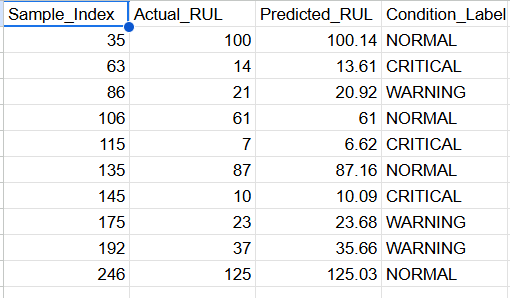 Sample_Index Actual_RUL Predicted_RUL Condition_Label
35 100 100.14 NORMAL
63 14 13.61 CRITICAL
86 21 20.92 WARNING
106 61 61 NORMAL
115 7 6.62 CRITICAL
135 87 87.16 NORMAL
145 10 10.09 CRITICAL
175 23 23.68 WARNING
192 37 35.66 WARNING
246 125 125.03 NORMAL